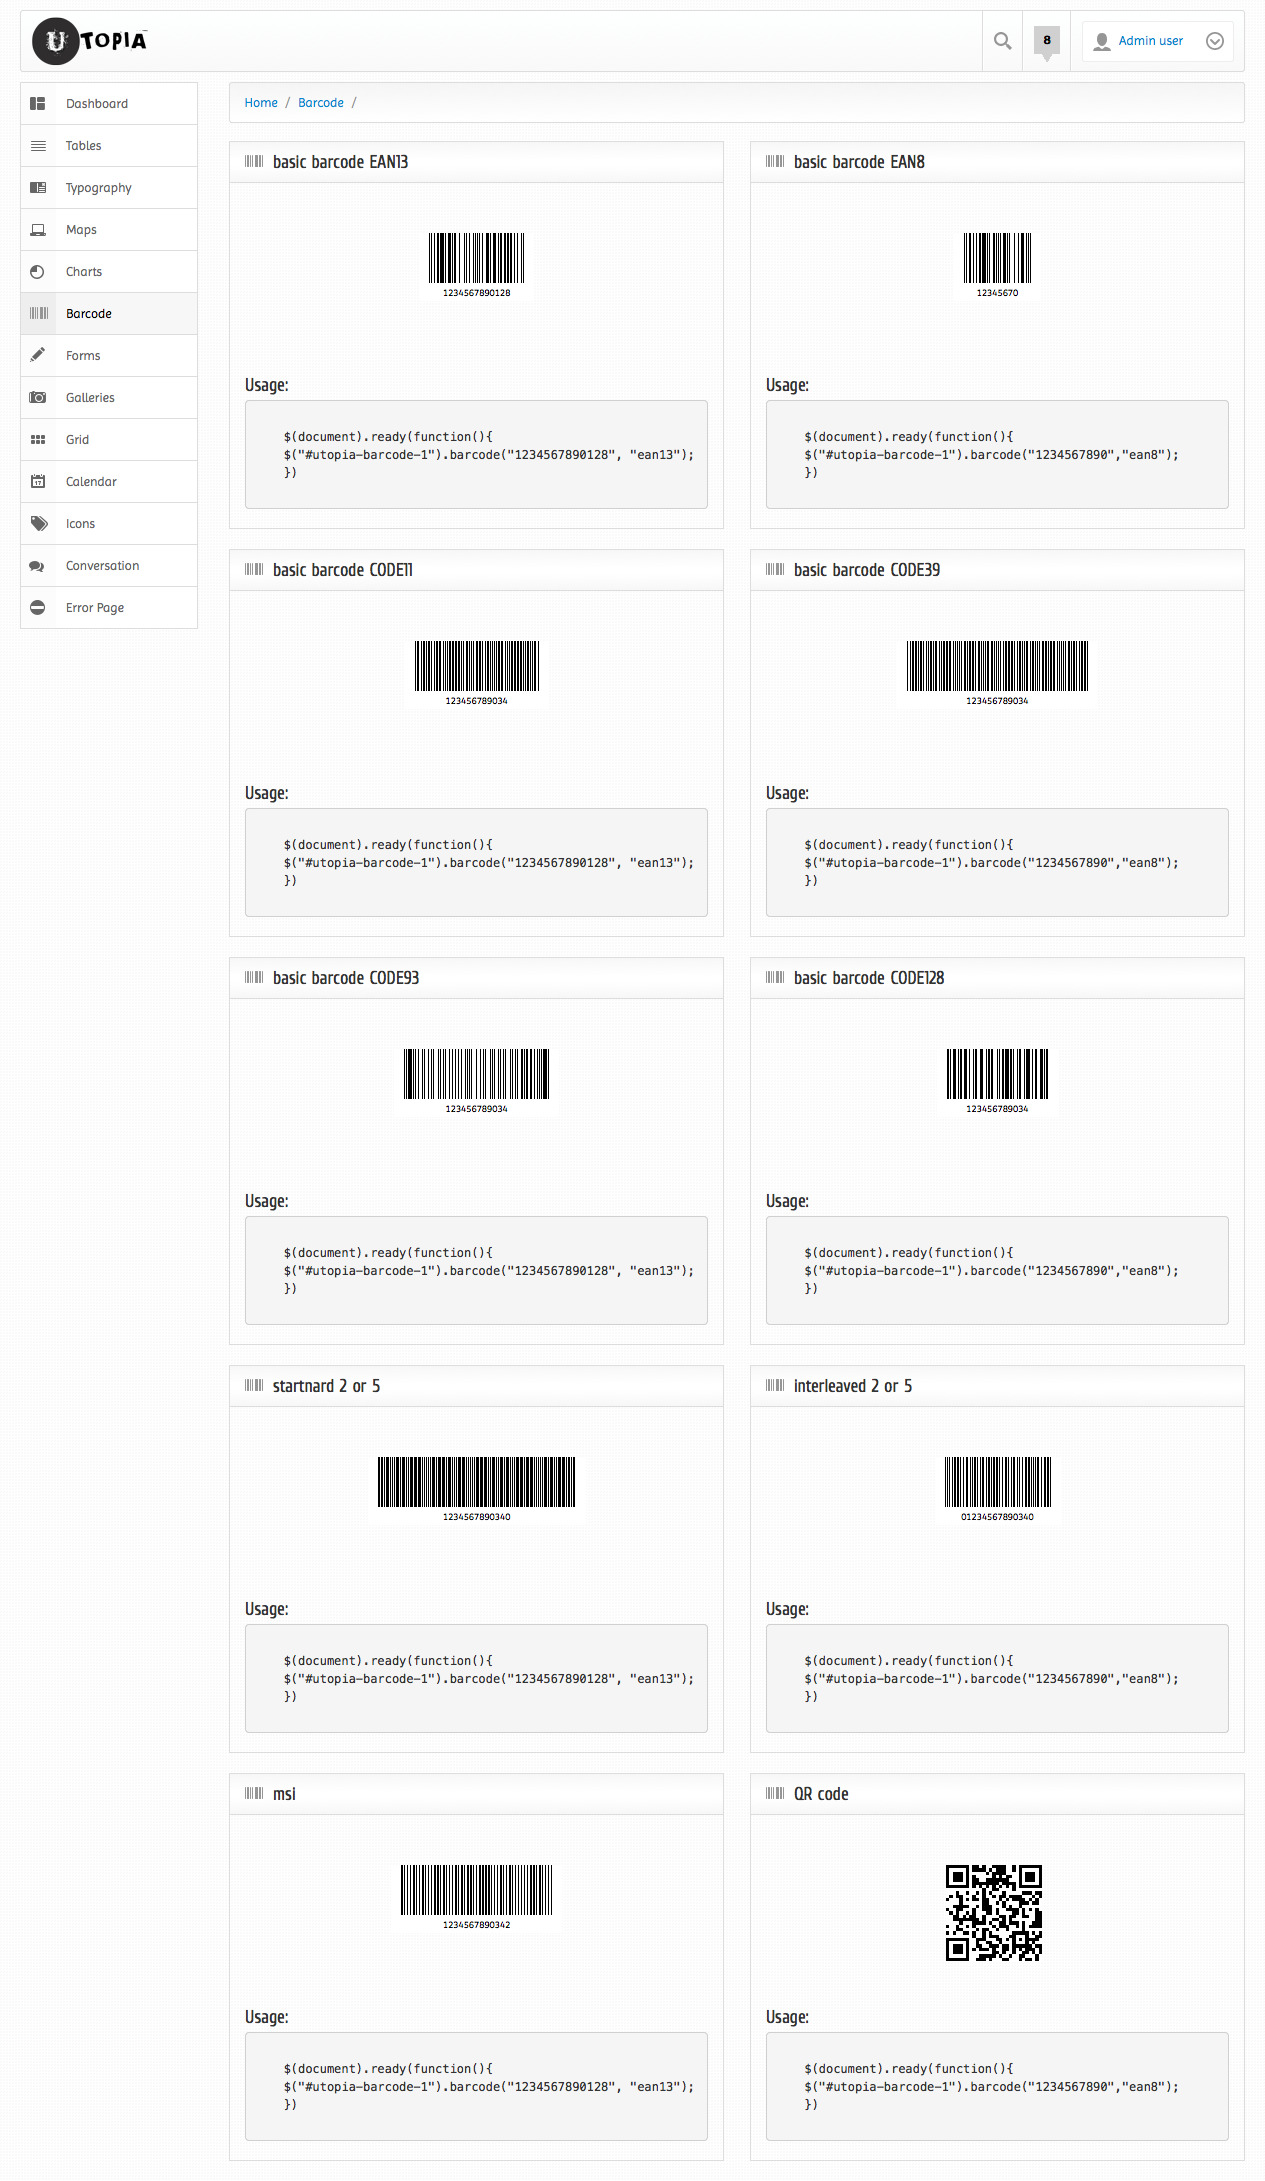 UTOPIA
8
Admin user
Dashboard
Tables
Typography
Maps
Charts
Barcode
Forms
Galleries
Grid
17
Calendar
Icons
Conversation
Error Page
Home / Barcode /
basic barcode EAN13
1234567890128
Usage:
$(document).ready(function(){
$("#utopia-barcode-1").barcode("1234567890128", "ean13");
})
basic barcode EAN8
12345670
Usage:
$(document).ready(function(){
$("#utopia-barcode-1").barcode("1234567890","ean8");
})
basic barcode CODE11
123456789034
Usage:
$(document).ready(function(){
$("#utopia-barcode-1").barcode("1234567890128", "ean13");
})
basic barcode CODE39
123456789034
Usage:
$(document).ready(function(){
$("#utopia-barcode-1").barcode("1234567890","ean8");
})
basic barcode CODE93
123456789034
Usage:
$(document).ready(function(){
$("#utopia-barcode-1").barcode("1234567890128", "ean13");
})
basic barcode CODE128
123456789034
Usage:
$(document).ready(function(){
$("#utopia-barcode-1").barcode("1234567890","ean8");
})
startnard 2 or 5
1234567890340
Usage:
$(document).ready(function(){
$("#utopia-barcode-1").barcode("1234567890128", "ean13");
})
interleaved 2 or 5
01234567890340
Usage:
$(document).ready(function(){
$("#utopia-barcode-1").barcode("1234567890","ean8");
})
msi
1234567890342
Usage:
$(document).ready(function(){
$("#utopia-barcode-1").barcode("1234567890128", "ean13");
})
QR code
Usage:
$(document).ready(function(){
$("#utopia-barcode-1").barcode("1234567890","ean8");
})